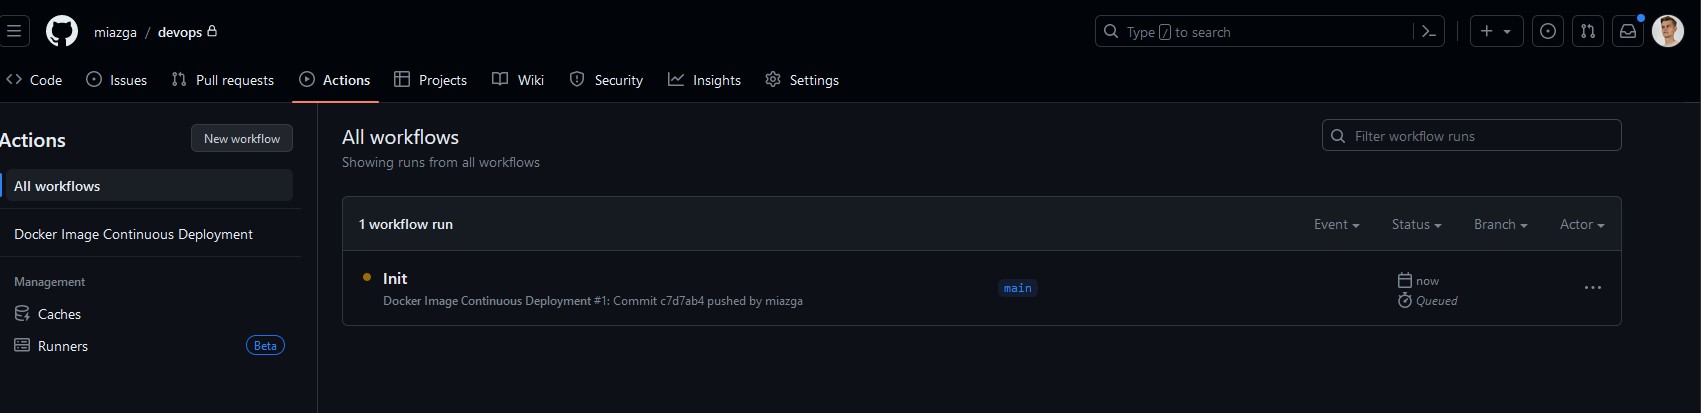 miazga / devops
Type / to search
Code
Issues
Pull requests
Actions
Projects
Wiki
Security
Insights
Settings
Actions
New workflow
All workflows
Docker Image Continuous Deployment
Management
Caches
Runners
Beta
All workflows
Showing runs from all workflows
Filter workflow runs
1 workflow run
Event
Status
Branch
Actor
Init
Docker Image Continuous Deployment #1: Commit c7d7ab4 pushed by miazga
main
now
Queued